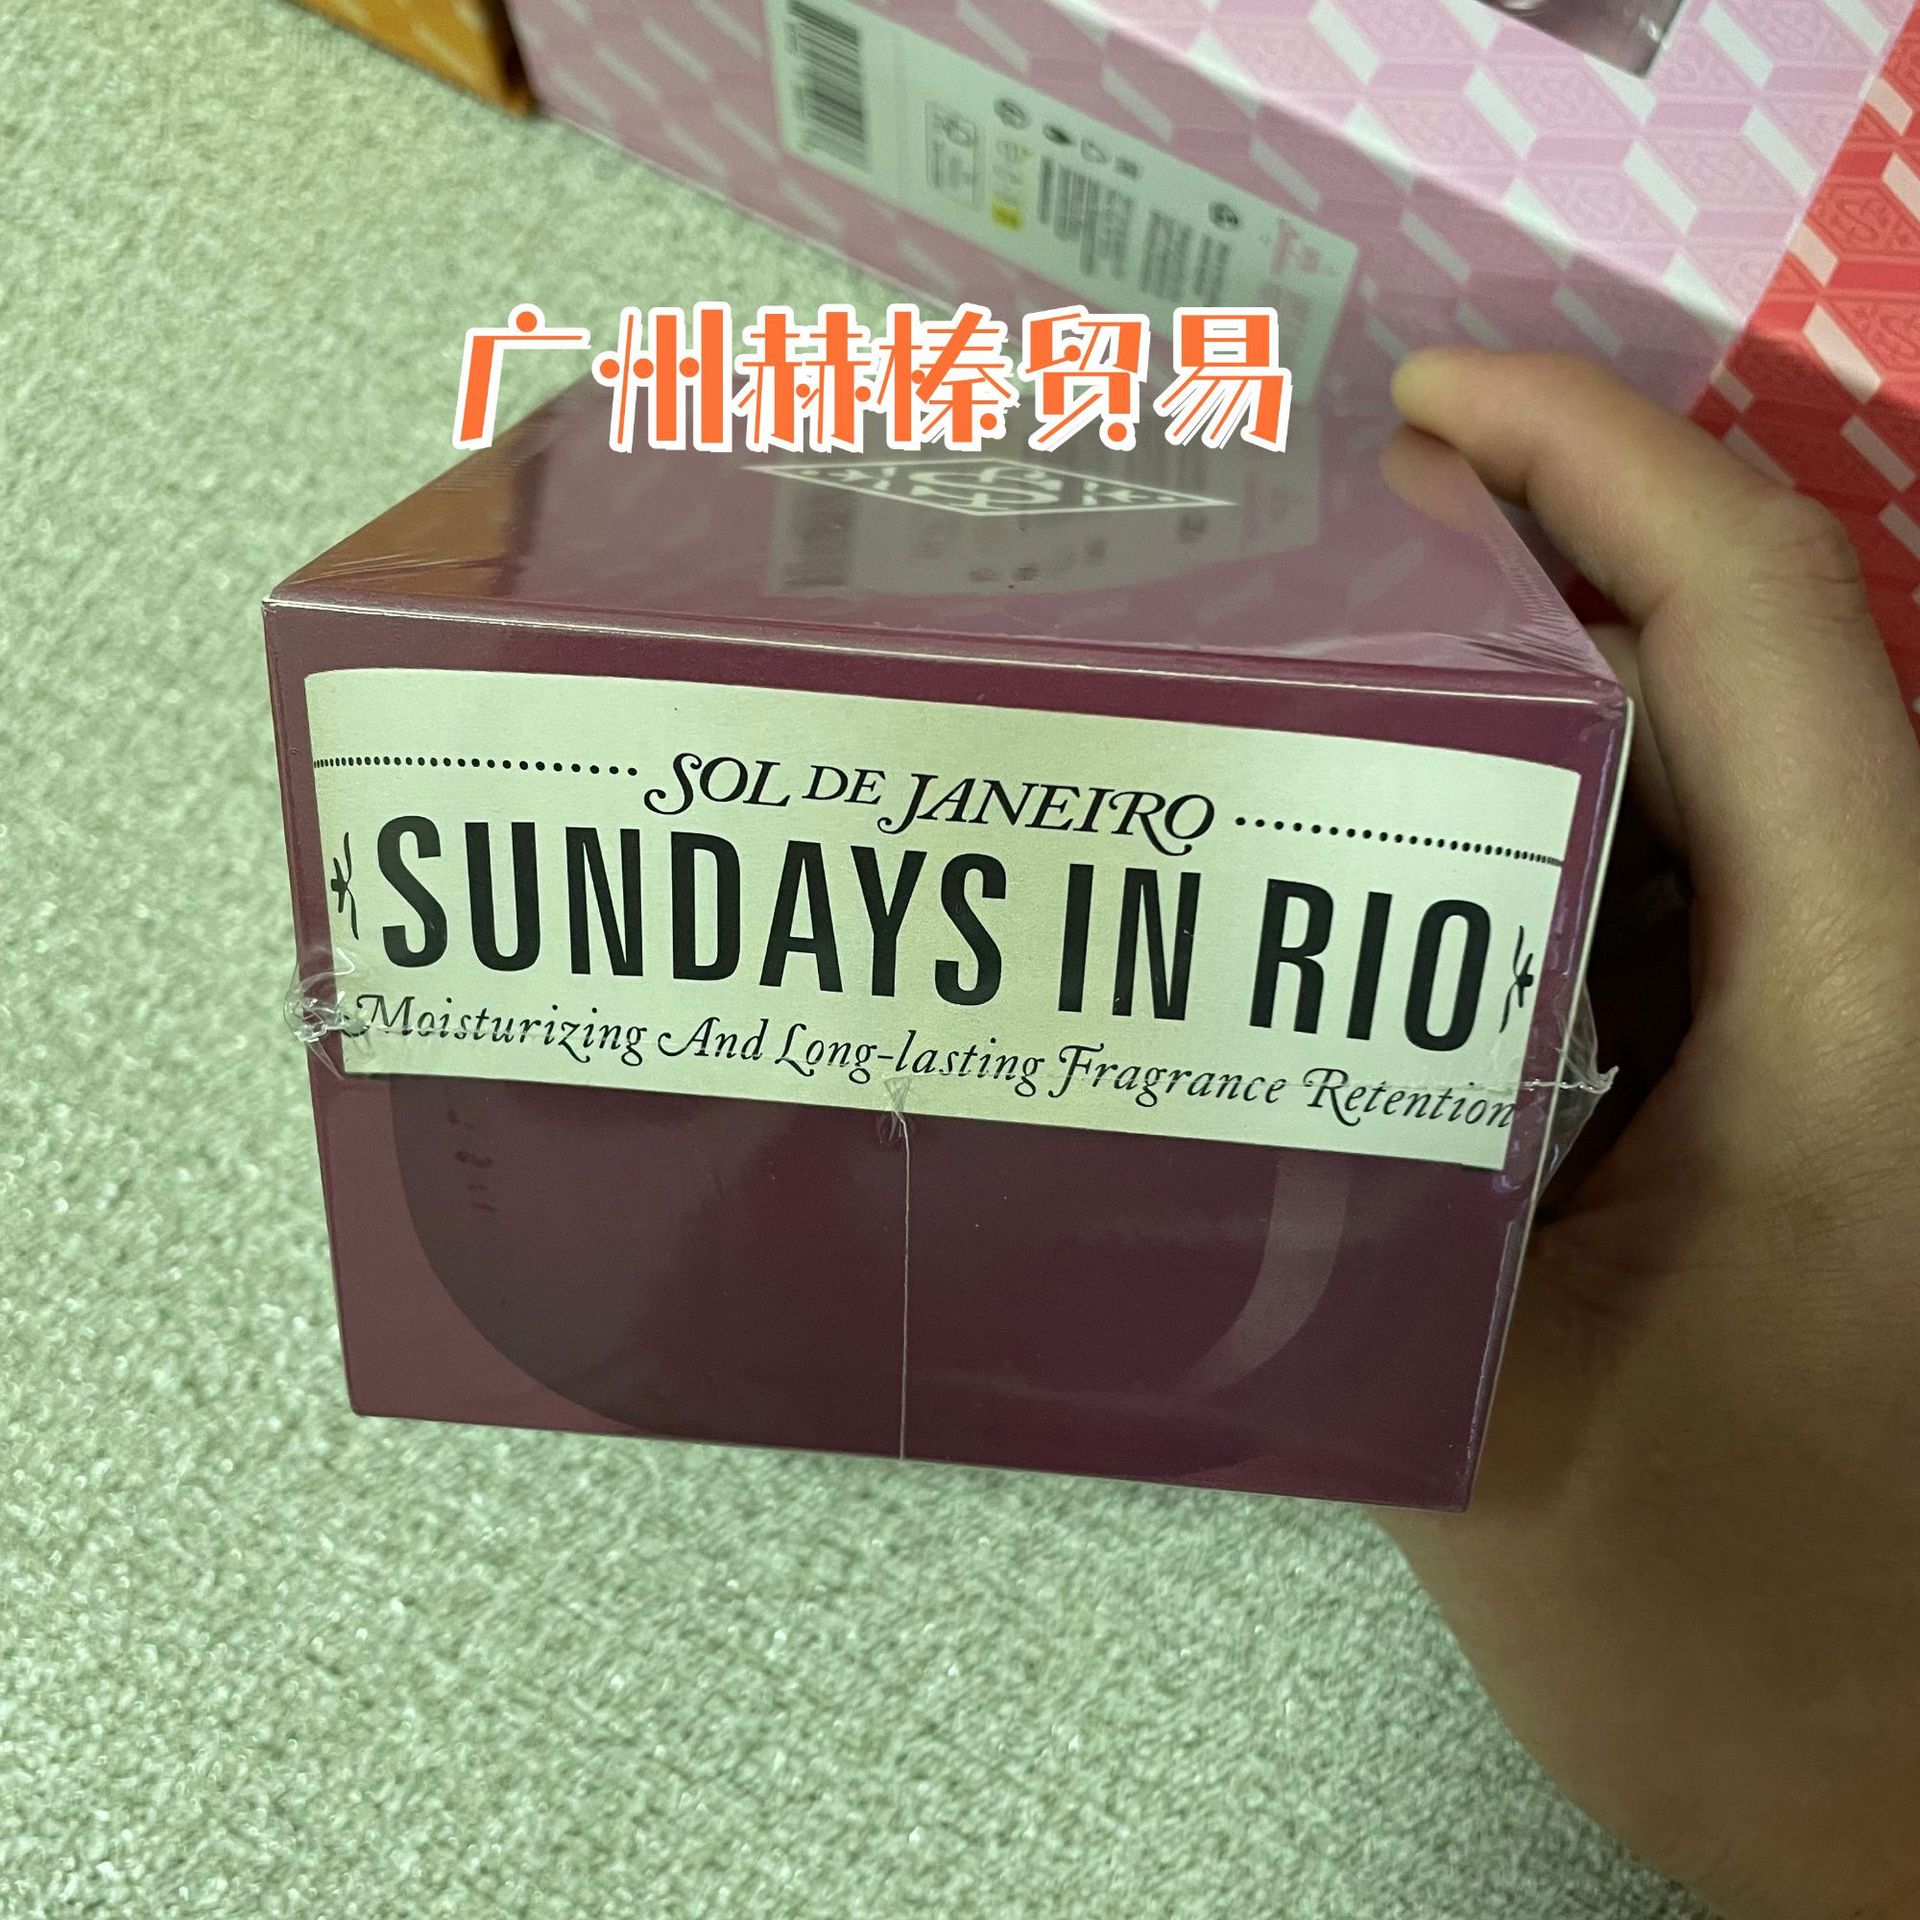 广州赫榛贸易
SOL DE JANEIRO
SUNDAYS IN RIO
Moisturizing And Long-lasting Fragrance Retention